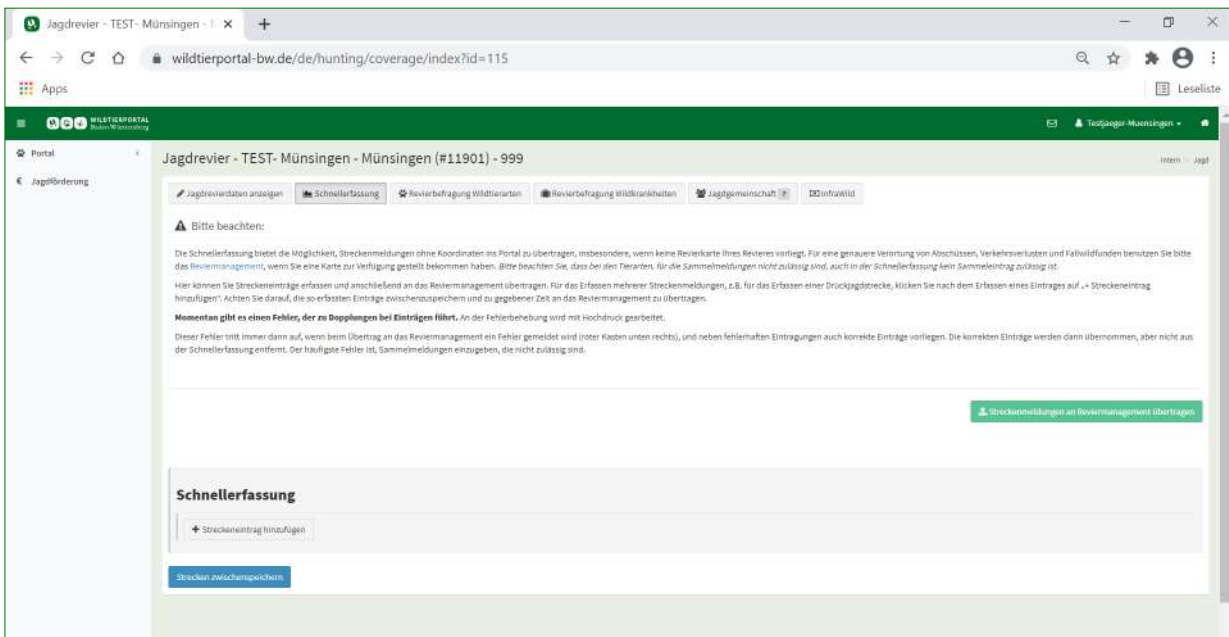 Jagdrevier - TEST- Münsingen - 
wildtierportal-bw.de/de/hunting/coverage/index?id=115
Apps
Leseliste
WILDTIERPORTAL
Baden-Württemberg
Testjaeger-Muensingen
Portal
Jagdförderung
Jagdrevier - TEST- Münsingen - Münsingen (#11901) - 999
Intern
Jagd
Jagdrevierdaten anzeigen
Schnellerfassung
Revierbefragung Wildtierarten
Revierbefragung Wildkrankheiten
Jagdgemeinschaft
InfraWild
Bitte beachten:
Die Schnellerfassung bietet die Möglichkeit, Streckenmeldungen ohne Koordinaten ins Portal zu übertragen, insbesondere, wenn keine Revierkarte Ihres Revieres vorliegt. Für eine genauere Verortung von Abschüssen, Verkehrsverlusten und Fallwildfunden benutzen Sie bitte
das Reviermanagement, wenn Sie eine Karte zur Verfügung gestellt bekommen haben. Bitte beachten Sie, dass bei den Tierarten, für die Sammelmeldungen nicht zulässig sind, auch in der Schnellerfassung kein Sammeleintrag zulässig ist.
Hier können Sie Streckeneinträge erfassen und anschließend an das Reviermanagement übertragen. Für das Erfassen mehrerer Streckenmeldungen, z.B. für das Erfassen einer Drückjagdstrecke, klicken Sie nach dem Erfassen eines Eintrages auf „+ Streckeneintrag
hinzufügen". Achten Sie darauf, die so erfassten Einträge zwischenzuspeichern und zu gegebener Zeit an das Reviermanagement zu übertragen.
Momentan gibt es einen Fehler, der zu Dopplungen bei Einträgen führt. An der Fehlerbehebung wird mit Hochdruck gearbeitet.
Dieser Fehler tritt immer dann auf, wenn beim Übertrag an das Reviermanagement ein Fehler gemeldet wird (roter Kasten unten rechts), und neben fehlerhaften Eintragungen auch korrekte Einträge vorliegen. Die korrekten Einträge werden dann übernommen, aber nicht aus
der Schnellerfassung entfernt. Der häufigste Fehler ist, Sammelmeldungen einzugeben, die nicht zulässig sind.
Streckenmeldungen an Reviermanagement übertragen
Schnellerfassung
+ Streckeneintrag hinzufügen
Strecken zwischenspeichern